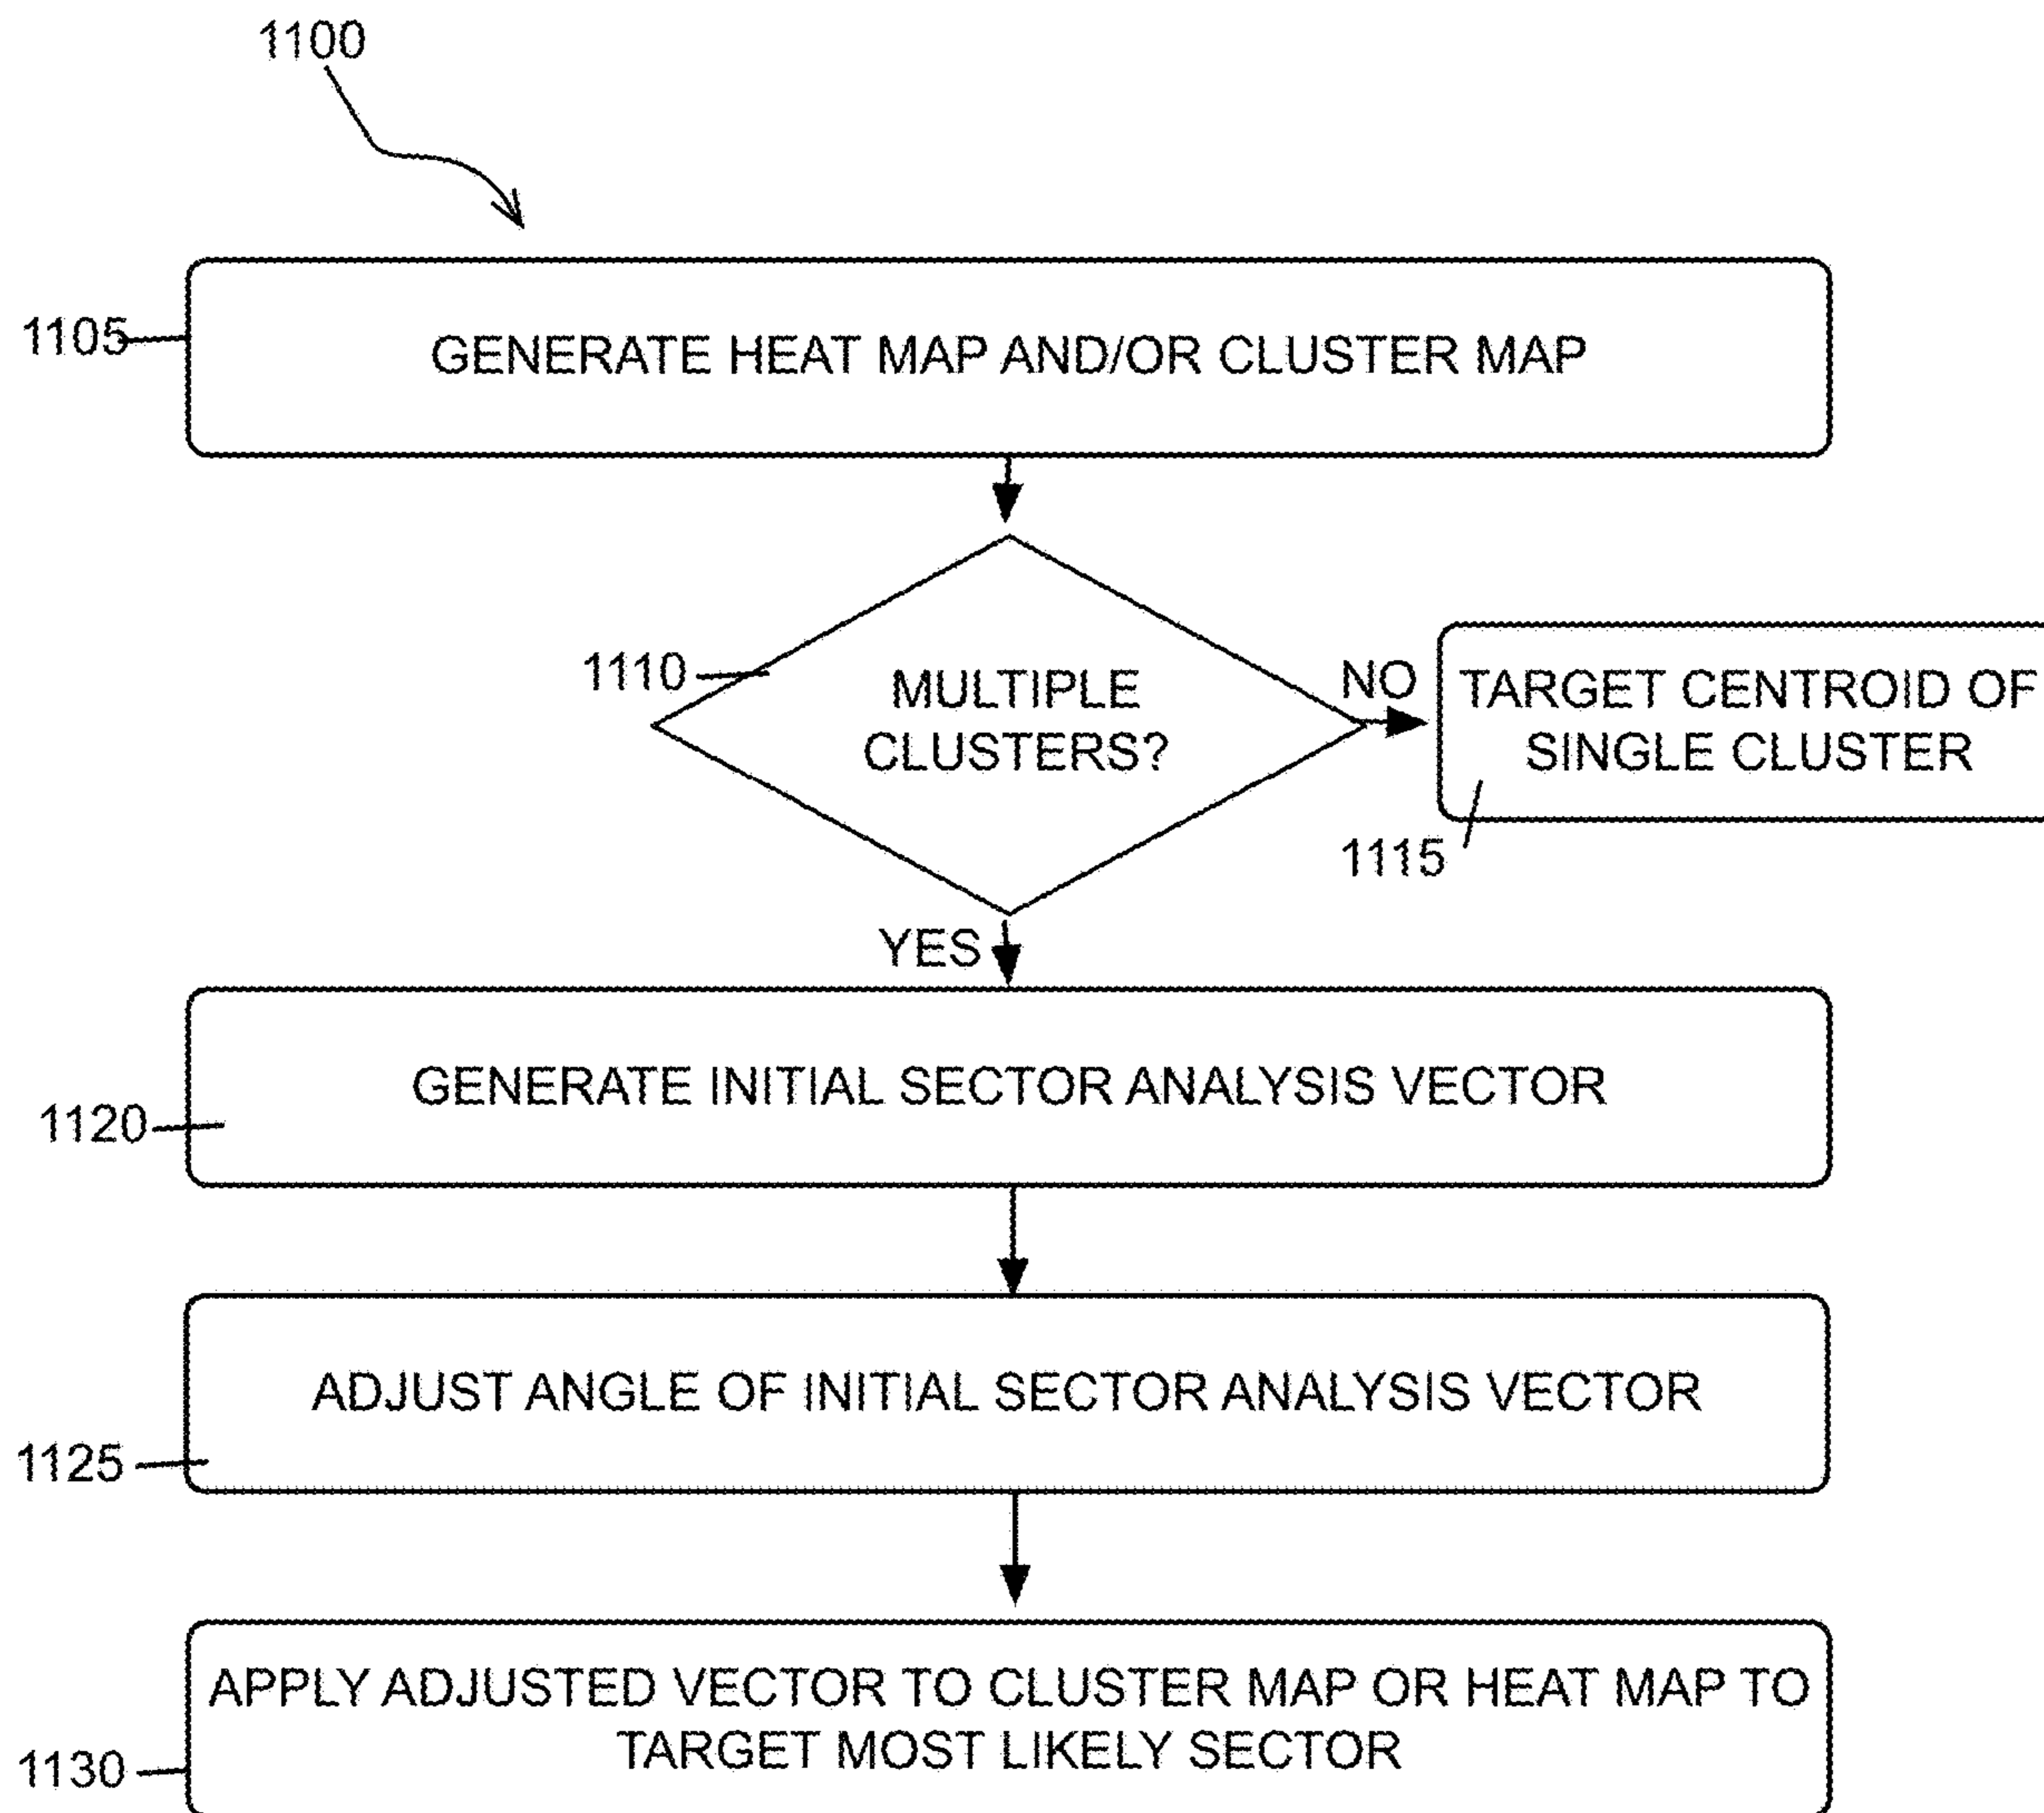 1100
1105
GENERATE HEAT MAP AND/OR CLUSTER MAP
1110
MULTIPLE
CLUSTERS?
NO
TARGET CENTROID OF
SINGLE CLUSTER
1115
YES
GENERATE INITIAL SECTOR ANALYSIS VECTOR
1120
ADJUST ANGLE OF INITIAL SECTOR ANALYSIS VECTOR
1125
APPLY ADJUSTED VECTOR TO CLUSTER MAP OR HEAT MAP TO
TARGET MOST LIKELY SECTOR
1130